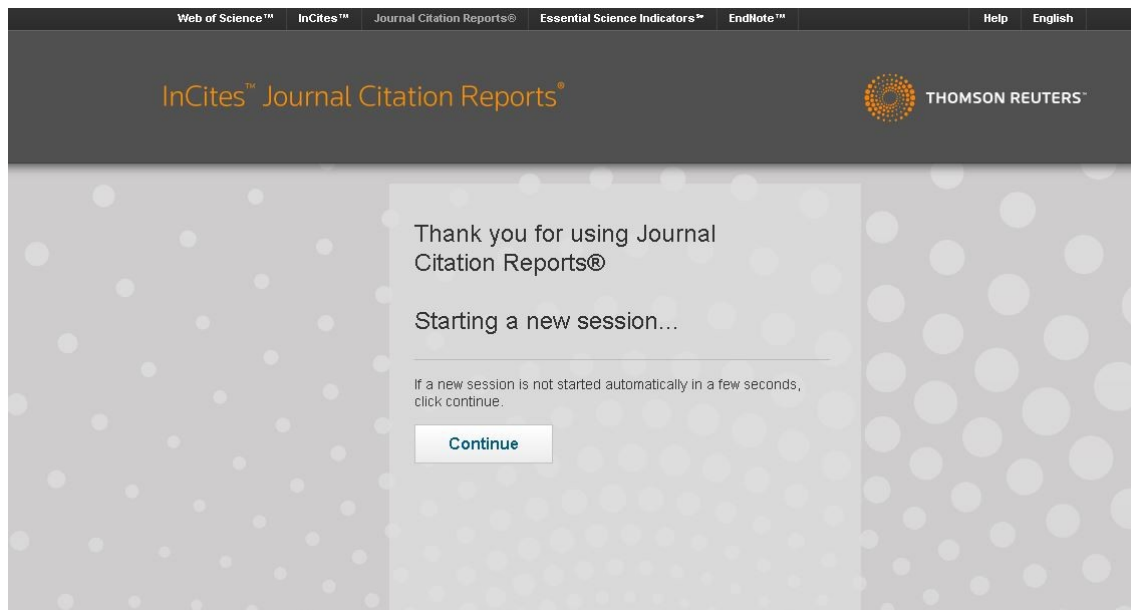 Web of Science™ InCites™ Journal Citation Reports® Essential Science Indicators℠ EndNote™ Help English
InCites™ Journal Citation Reports®
THOMSON REUTERS™
Thank you for using Journal
Citation Reports®
Starting a new session...
If a new session is not started automatically in a few seconds,
click continue.
Continue